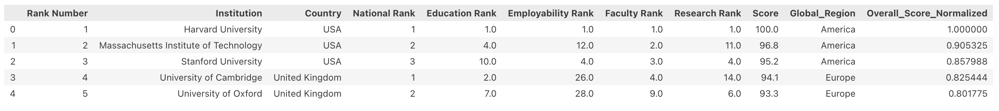 Rank Number Institution Country National Rank Education Rank Employability Rank Faculty Rank Research Rank Score Global_Region Overall_Score_Normalized
0 1 Harvard University USA 1 1.0 1.0 1.0 1.0 100.0 America 1.000000
1 2 Massachusetts Institute of Technology USA 2 4.0 12.0 2.0 11.0 96.8 America 0.905325
2 3 Stanford University USA 3 10.0 4.0 3.0 4.0 95.2 America 0.857988
3 4 University of Cambridge United Kingdom 1 2.0 26.0 4.0 14.0 94.1 Europe 0.825444
4 5 University of Oxford United Kingdom 2 7.0 28.0 9.0 6.0 93.3 Europe 0.801775